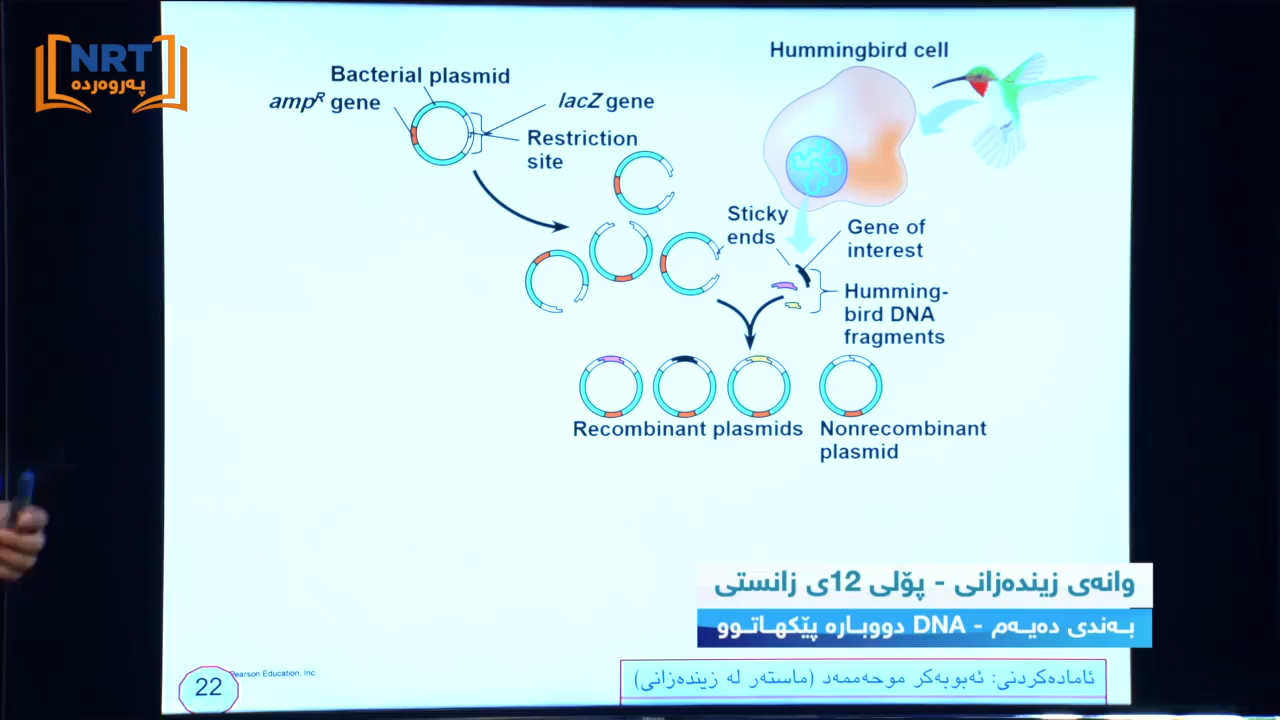 NRT
پەروەردە
Hummingbird cell
Bacterial plasmid
ampR gene
lacZ gene
Restriction
site
Sticky
ends
Gene of
interest
Humming-
bird DNA
fragments
Recombinant plasmids
Nonrecombinant
plasmid
وانەی زیندەزانی - پۆلی 12ی زانستی
بەندی دەیەم - DNA دووبارە پێکهاتوو
Pearson Education, Inc.
22
ئامادەکردنی: ئەبوبەکر موحەممەد (ماستەر لە زیندەزانی)